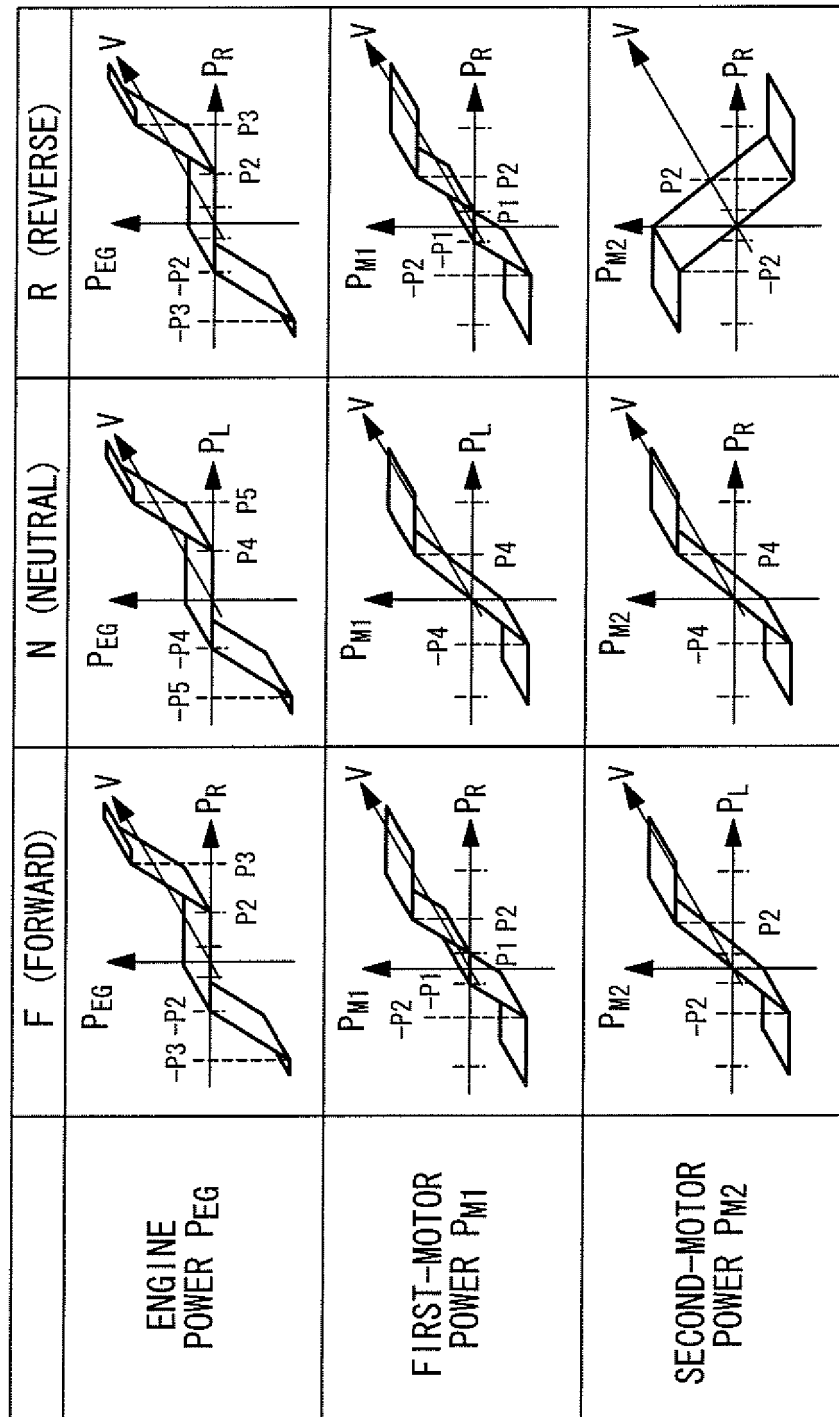 F (FORWARD)
N (NEUTRAL)
R (REVERSE)
ENGINE
POWER PEG
PEG
V
PR
-P3 -P2
P2
P3
PEG
V
PL
-P5 -P4
P4
P5
PEG
V
PR
-P3 -P2
P2
P3
FIRST-MOTOR
POWER PM1
PM1
V
PR
-P2
-P1
P1 P2
PM1
V
PL
-P4
P4
PM1
V
PR
-P2
-P1
P1 P2
SECOND-MOTOR
POWER PM2
PM2
V
PL
-P2
P2
PM2
V
PR
-P4
P4
PM2
V
PR
-P2
P2